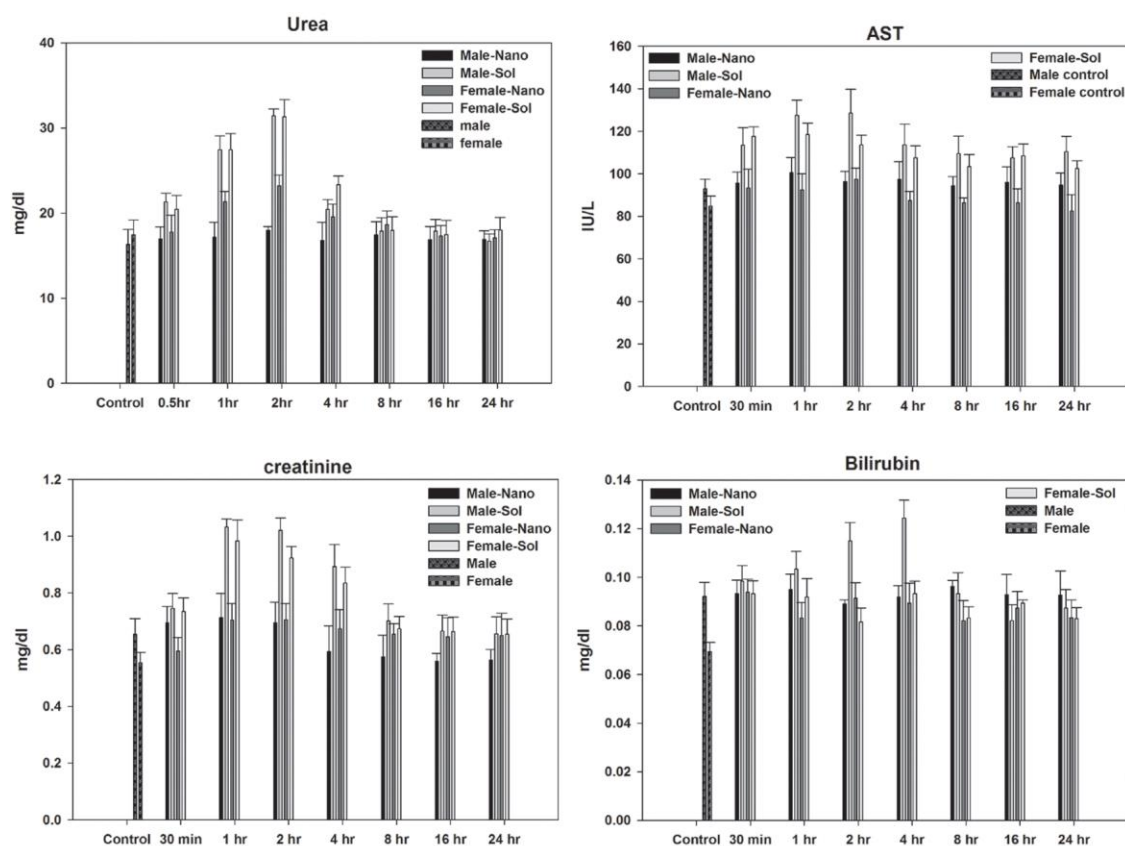 Urea
40
30
20
10
0
mg/dl
Male-Nano
Male-Sol
Female-Nano
Female-Sol
male
female
Control 0.5hr 1hr 2hr 4 hr 8 hr 16 hr 24 hr
AST
160
140
120
100
80
60
40
20
0
IU/L
Male-Nano
Male-Sol
Female-Nano
Female-Sol
Male control
Female control
Control 30 min 1 hr 2 hr 4 hr 8 hr 16 hr 24 hr
creatinine
1.2
1.0
0.8
0.6
0.4
0.2
0.0
mg/dl
Male-Nano
Male-Sol
Female-Nano
Female-Sol
Male
Female
Control 30 min 1 hr 2 hr 4 hr 8 hr 16 hr 24 hr
Bilirubin
0.14
0.12
0.10
0.08
0.06
0.04
0.02
0.00
mg/dl
Male-Nano
Male-Sol
Female-Nano
Female-Sol
Male
Female
Control 30 min 1 hr 2 hr 4 hr 8 hr 16 hr 24 hr